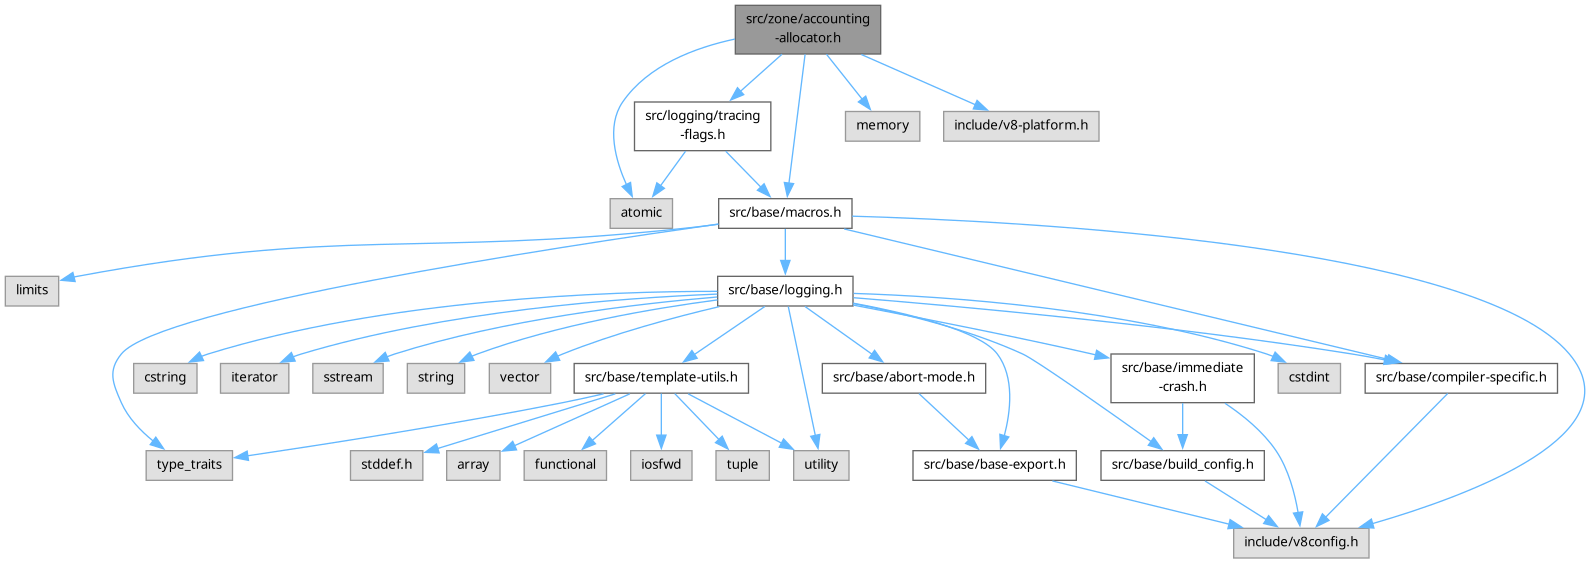 src/zone/accounting
-allocator.h
src/logging/tracing
-flags.h
memory
include/v8-platform.h
atomic
src/base/macros.h
limits
src/base/logging.h
cstring
iterator
sstream
string
vector
src/base/template-utils.h
src/base/abort-mode.h
src/base/immediate
-crash.h
cstdint
src/base/compiler-specific.h
type_traits
stddef.h
array
functional
iosfwd
tuple
utility
src/base/base-export.h
src/base/build_config.h
include/v8config.h